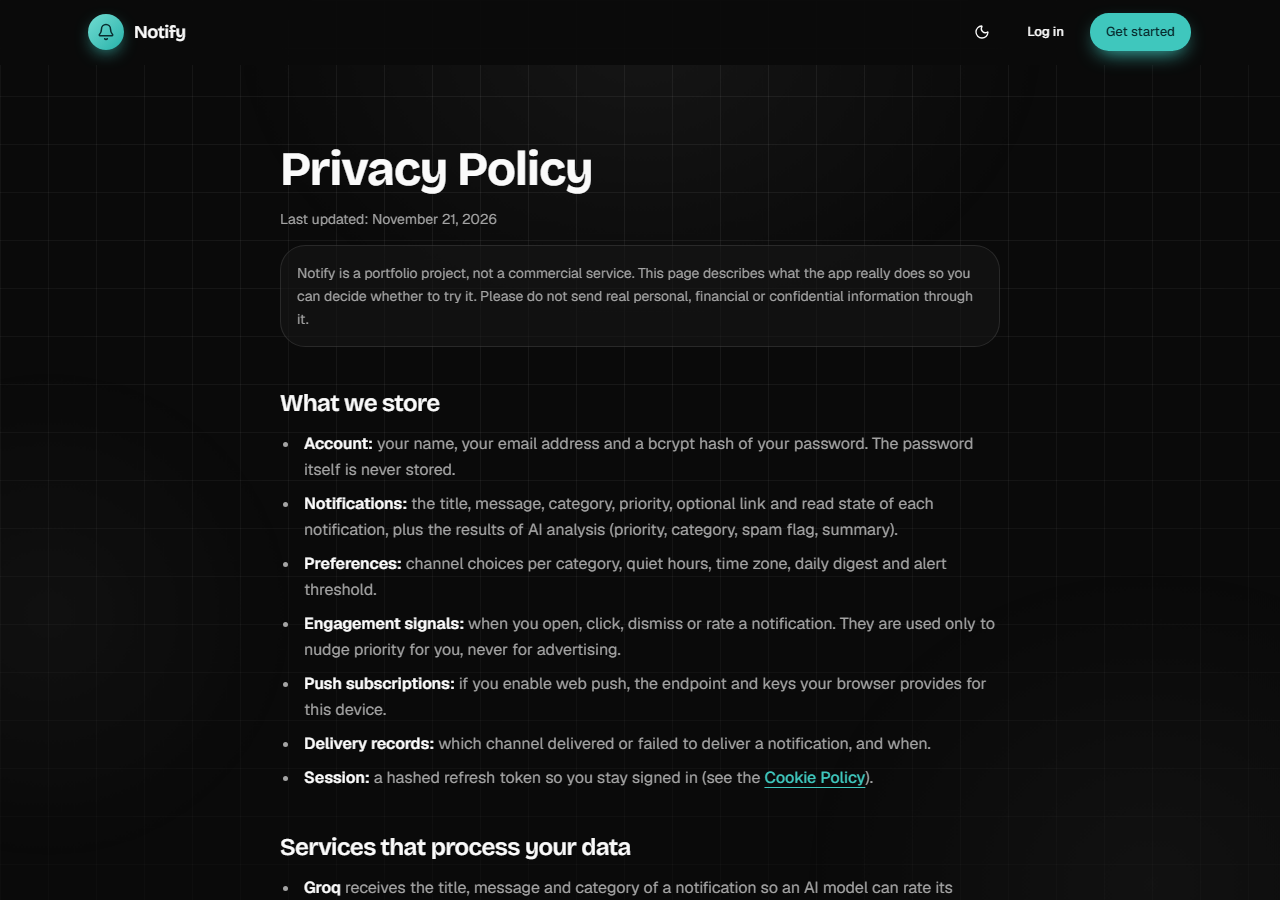 Notify
Log in
Get started
Privacy Policy
Last updated: November 21, 2026
Notify is a portfolio project, not a commercial service. This page describes what the app really does so you
can decide whether to try it. Please do not send real personal, financial or confidential information through
it.
What we store
Account: your name, your email address and a bcrypt hash of your password. The password
itself is never stored.
Notifications: the title, message, category, priority, optional link and read state of each
notification, plus the results of AI analysis (priority, category, spam flag, summary).
Preferences: channel choices per category, quiet hours, time zone, daily digest and alert
threshold.
Engagement signals: when you open, click, dismiss or rate a notification. They are used only to
nudge priority for you, never for advertising.
Push subscriptions: if you enable web push, the endpoint and keys your browser provides for
this device.
Delivery records: which channel delivered or failed to deliver a notification, and when.
Session: a hashed refresh token so you stay signed in (see the Cookie Policy).
Services that process your data
Groq receives the title, message and category of a notification so an AI model can rate its